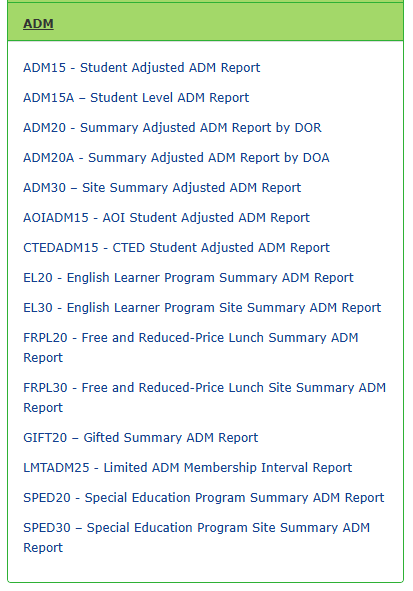 ADM
ADM15 - Student Adjusted ADM Report
ADM15A – Student Level ADM Report
ADM20 - Summary Adjusted ADM Report by DOR
ADM20A - Summary Adjusted ADM Report by DOA
ADM30 – Site Summary Adjusted ADM Report
AOIADM15 - AOI Student Adjusted ADM Report
CTEDADM15 - CTED Student Adjusted ADM Report
EL20 - English Learner Program Summary ADM Report
EL30 - English Learner Program Site Summary ADM Report
FRPL20 - Free and Reduced-Price Lunch Summary ADM
Report
FRPL30 - Free and Reduced-Price Lunch Site Summary ADM
Report
GIFT20 – Gifted Summary ADM Report
LMTADM25 - Limited ADM Membership Interval Report
SPED20 - Special Education Program Summary ADM Report
SPED30 – Special Education Program Site Summary ADM
Report